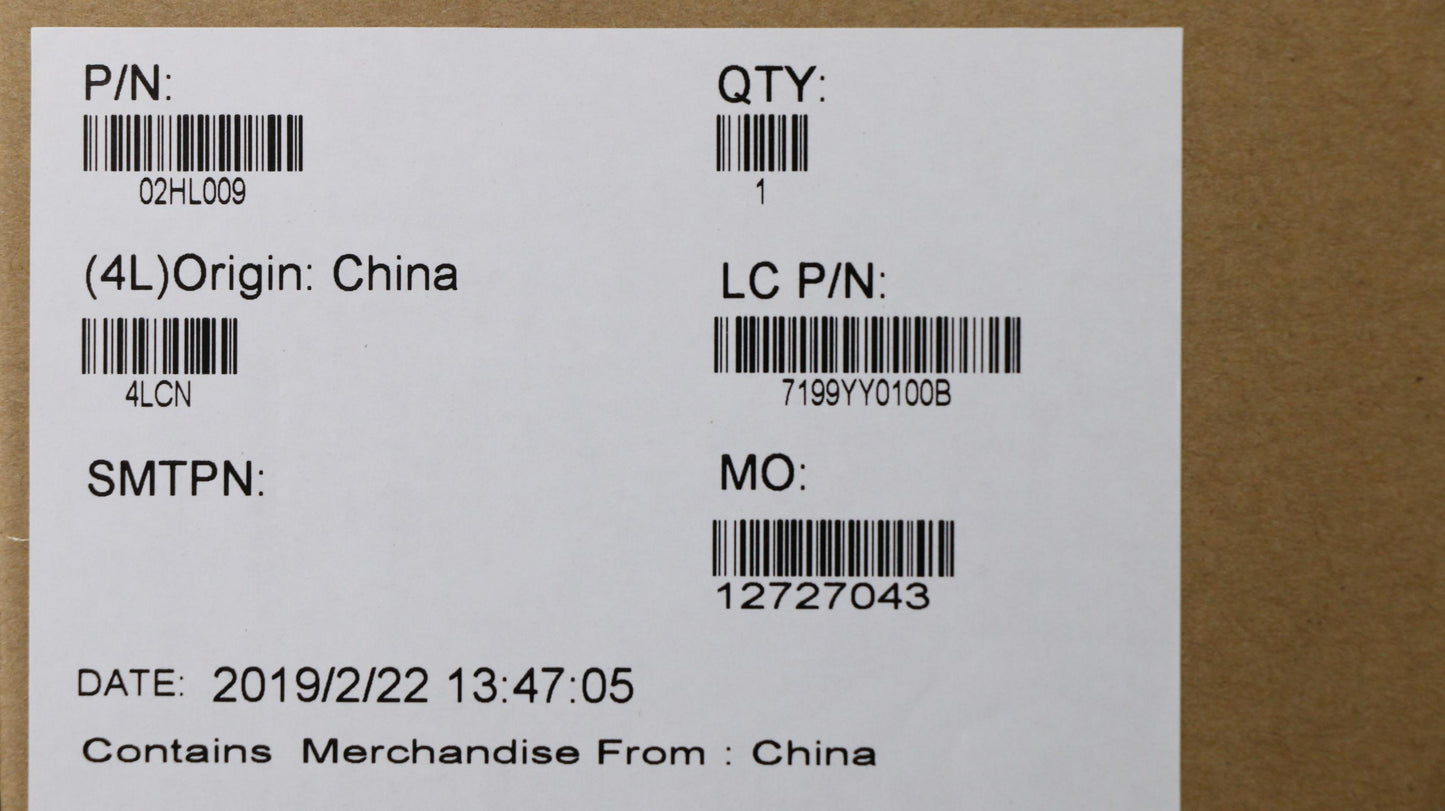 P/N:
02HL009
QTY:
1
(4L)Origin: China
4LCN
LC P/N:
7199YY0100B
SMTPN:
MO:
12727043
DATE: 2019/2/22 13:47:05
Contains Merchandise From : China